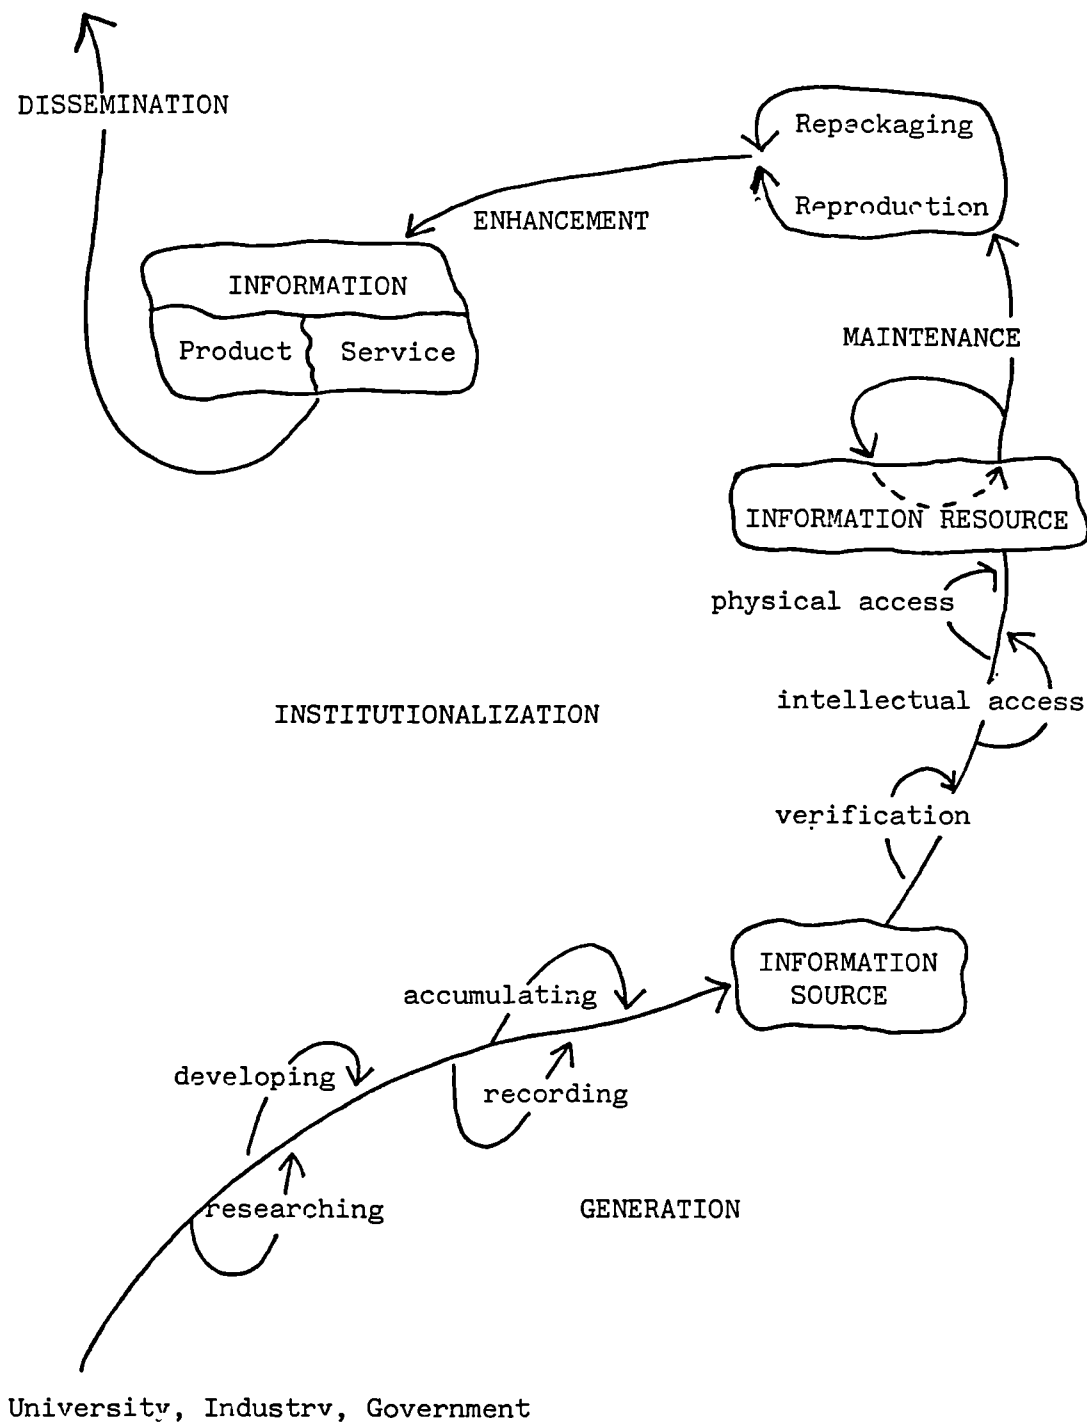 DISSEMINATION
Repackaging
Reproduction
ENHANCEMENT
INFORMATION
Product
Service
MAINTENANCE
INFORMATION RESOURCE
physical access
intellectual access
INSTITUTIONALIZATION
verification
INFORMATION
SOURCE
accumulating
developing
recording
researching
GENERATION
University, Industry, Government